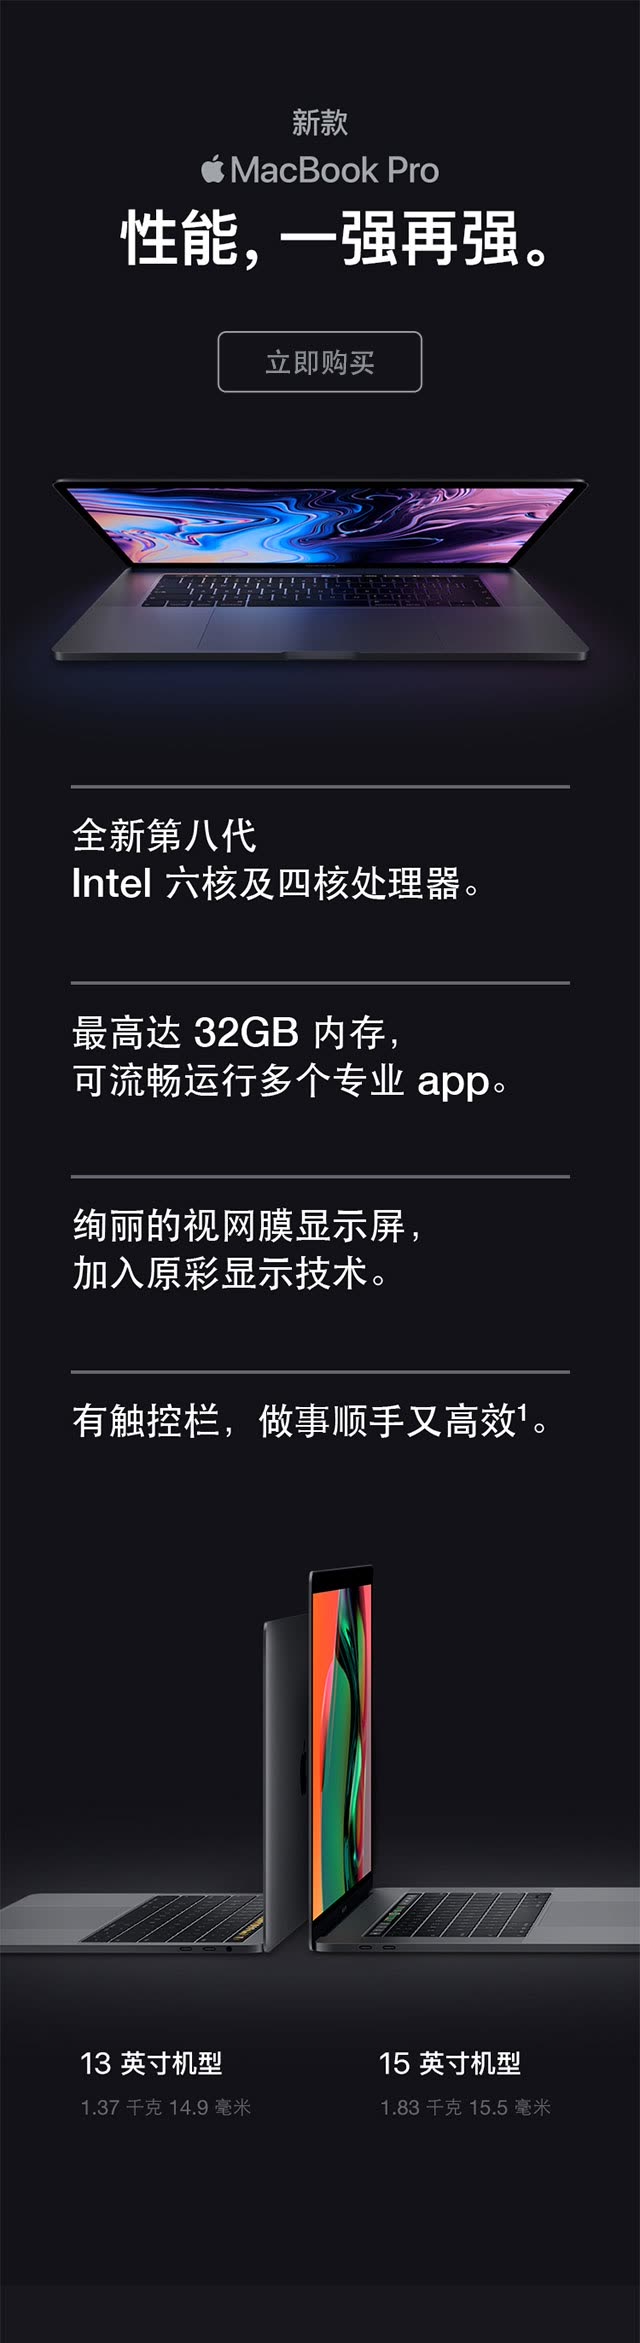 新款
MacBook Pro
性能，一强再强。
立即购买
全新第八代
Intel 六核及四核处理器。
最高达 32GB 内存，
可流畅运行多个专业 app。
绚丽的视网膜显示屏，
加入原彩显示技术。
有触控栏，做事顺手又高效¹。
13 英寸机型
15 英寸机型
1.37 千克 14.9 毫米
1.83 千克 15.5 毫米